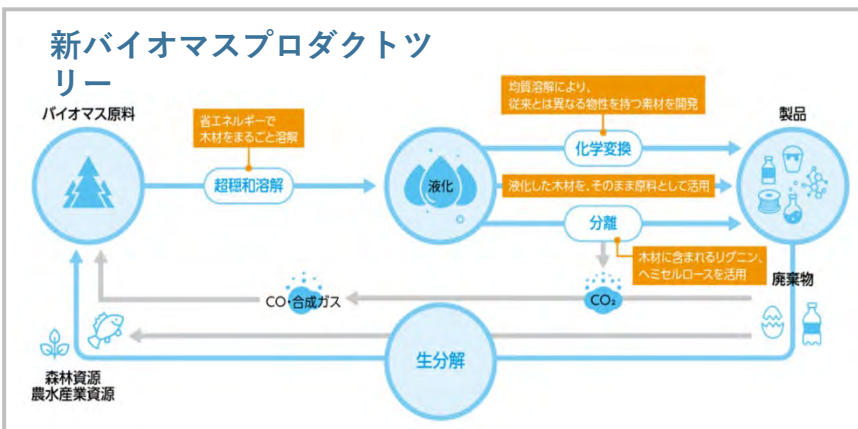 新バイオマスプロダクトツ
リー
バイオマス原料
省エネルギーで
木材をまるごと溶解
超穏和溶解
液化
均質溶解により、
従来とは異なる物性を持つ素材を開発
化学変換
液化した木材を、そのまま原料として活用
分離
木材に含まれるリグニン、
ヘミセルロースを活用
製品
廃棄物
CO₂
CO・合成ガス
生分解
森林資源
農水産業資源